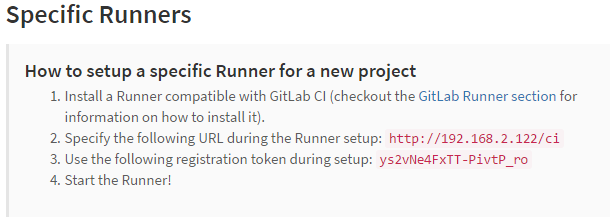 Specific Runners
How to setup a specific Runner for a new project
1. Install a Runner compatible with GitLab CI (checkout the GitLab Runner section for
information on how to install it).
2. Specify the following URL during the Runner setup: http://192.168.2.122/ci
3. Use the following registration token during setup: ys2vNe4FxTT-PivtP_ro
4. Start the Runner!